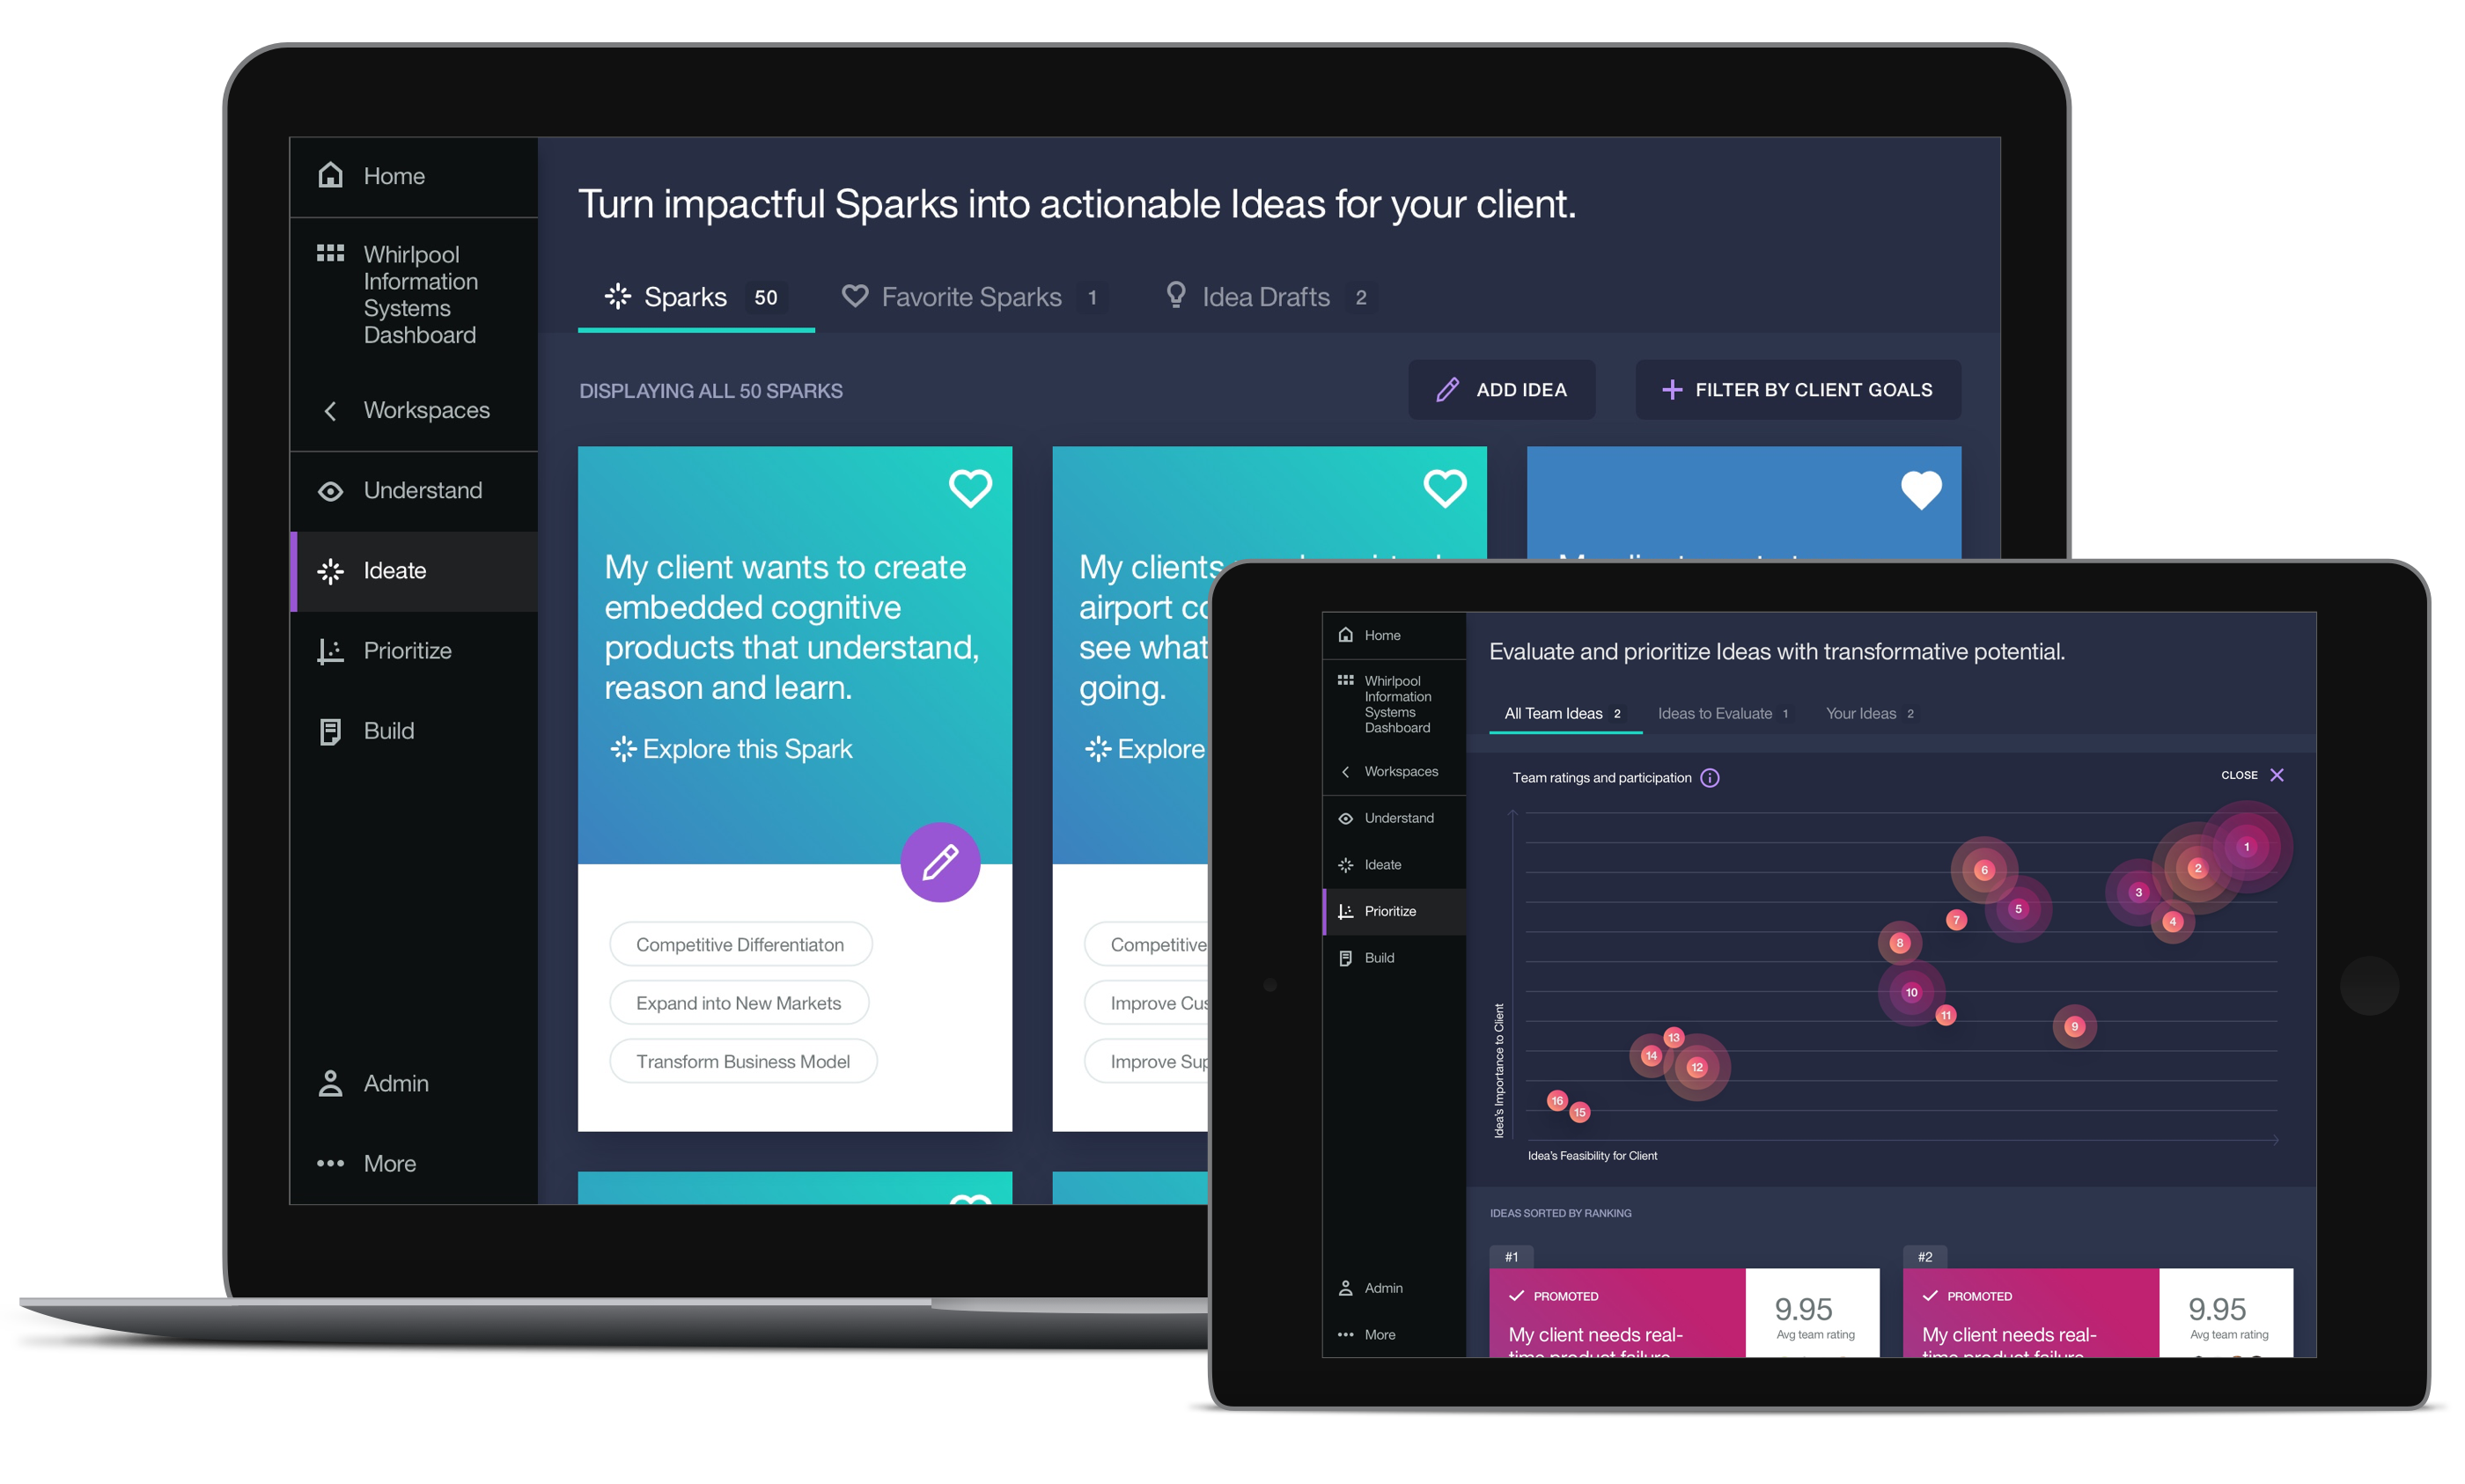 Home
Whirlpool
Information
Systems
Dashboard
Workspaces
Understand
Ideate
Prioritize
Build
Admin
More
Turn impactful Sparks into actionable Ideas for your client.
Sparks 50
Favorite Sparks 1
Idea Drafts 2
DISPLAYING ALL 50 SPARKS
ADD IDEA
FILTER BY CLIENT GOALS
My client wants to create
embedded cognitive
products that understand,
reason and learn.
Explore this Spark
Competitive Differentiaton
Expand into New Markets
Transform Business Model
My clients
airport
see what
going.
Explore
Competitive
Improve
Improve
My client
Home
Whirlpool
Information
Systems
Dashboard
Workspaces
Understand
Ideate
Prioritize
Build
Admin
More
Evaluate and prioritize Ideas with transformative potential.
All Team Ideas 2
Ideas to Evaluate 1
Your Ideas 2
Team ratings and participation
CLOSE
1
2
3
4
5
6
7
8
9
10
11
12
13
14
15
16
Idea's Importance to Client
Idea's Feasibility for Client
IDEAS SORTED BY RANKING
#1
PROMOTED
My client needs real-
time product failure
9.95
Avg team rating
#2
PROMOTED
My client needs real-
time product failure
9.95
Avg team rating